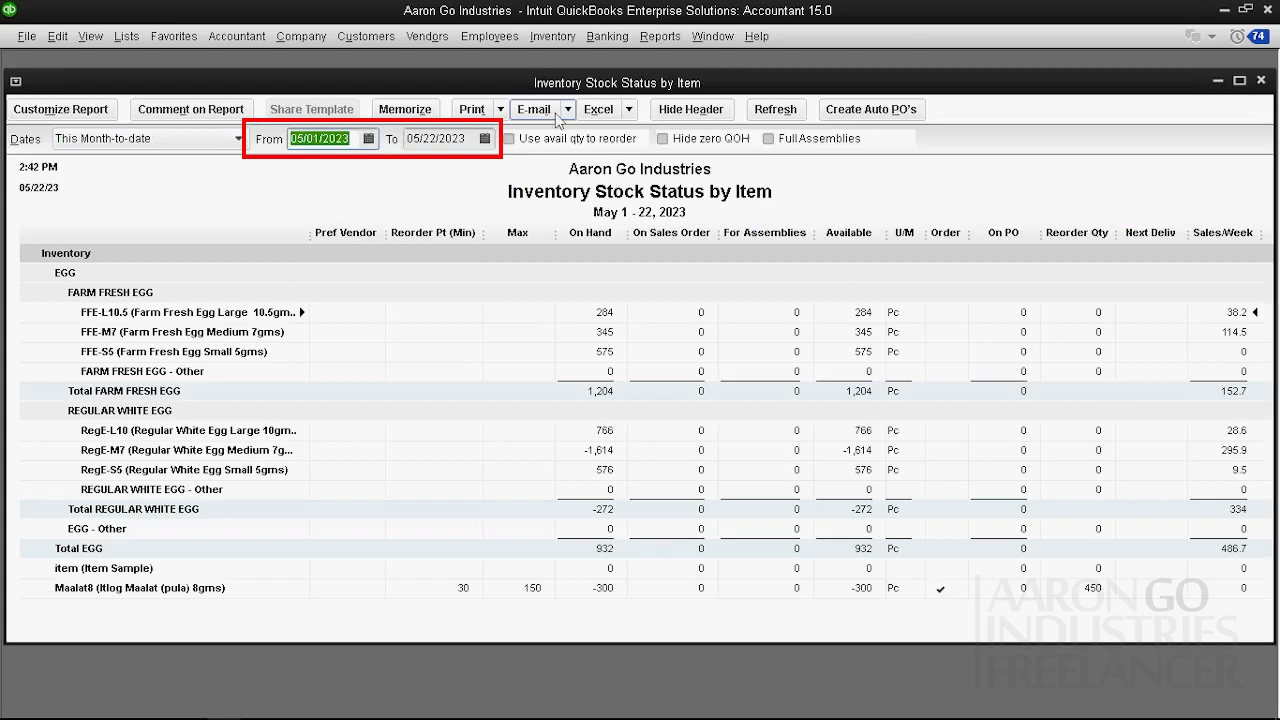 qb Aaron Go Industries - Intuit QuickBooks Enterprise Solutions: Accountant 15.0
File Edit View Lists Favorites Accountant Company Customers Vendors Employees Inventory Banking Reports Window Help 74
Inventory Stock Status by Item
Customize Report Comment on Report Share Template Memorize Print E-mail Excel Hide Header Refresh Create Auto PO's
Dates This Month-to-date From 05/01/2023 To 05/22/2023 Use avail qty to reorder Hide zero QOH Full Assemblies
2:42 PM Aaron Go Industries
05/22/23 Inventory Stock Status by Item
May 1 - 22, 2023
Pref Vendor Reorder Pt (Min) Max On Hand On Sales Order For Assemblies Available U/M Order On PO Reorder Qty Next Deliv Sales/Week
Inventory
EGG
FARM FRESH EGG
FFE-L10.5 (Farm Fresh Egg Large 10.5gm.. 284 0 0 284 Pc 0 0 38.2
FFE-M7 (Farm Fresh Egg Medium 7gms) 345 0 0 345 Pc 0 0 114.5
FFE-S5 (Farm Fresh Egg Small 5gms) 575 0 0 575 Pc 0 0 0
FARM FRESH EGG - Other 0 0 0 0 0 0 0
Total FARM FRESH EGG 1,204 0 0 1,204 Pc 0 152.7
REGULAR WHITE EGG
RegE-L10 (Regular White Egg Large 10gm.. 766 0 0 766 Pc 0 0 28.6
RegE-M7 (Regular White Egg Medium 7g... -1,614 0 0 -1,614 Pc 0 0 295.9
RegE-S5 (Regular White Egg Small 5gms) 576 0 0 576 Pc 0 0 9.5
REGULAR WHITE EGG - Other 0 0 0 0 0 0 0
Total REGULAR WHITE EGG -272 0 0 -272 Pc 0 334
EGG - Other 0 0 0 0 0 0 0
Total EGG 932 0 0 932 Pc 0 486.7
item (Item Sample) 0 0 0 0 0 0 0
Maalat8 (Itlog Maalat (pula) 8gms) 30 150 -300 0 0 -300 Pc 0 450 0
AARON GO
INDUSTRIES
FREELANCER